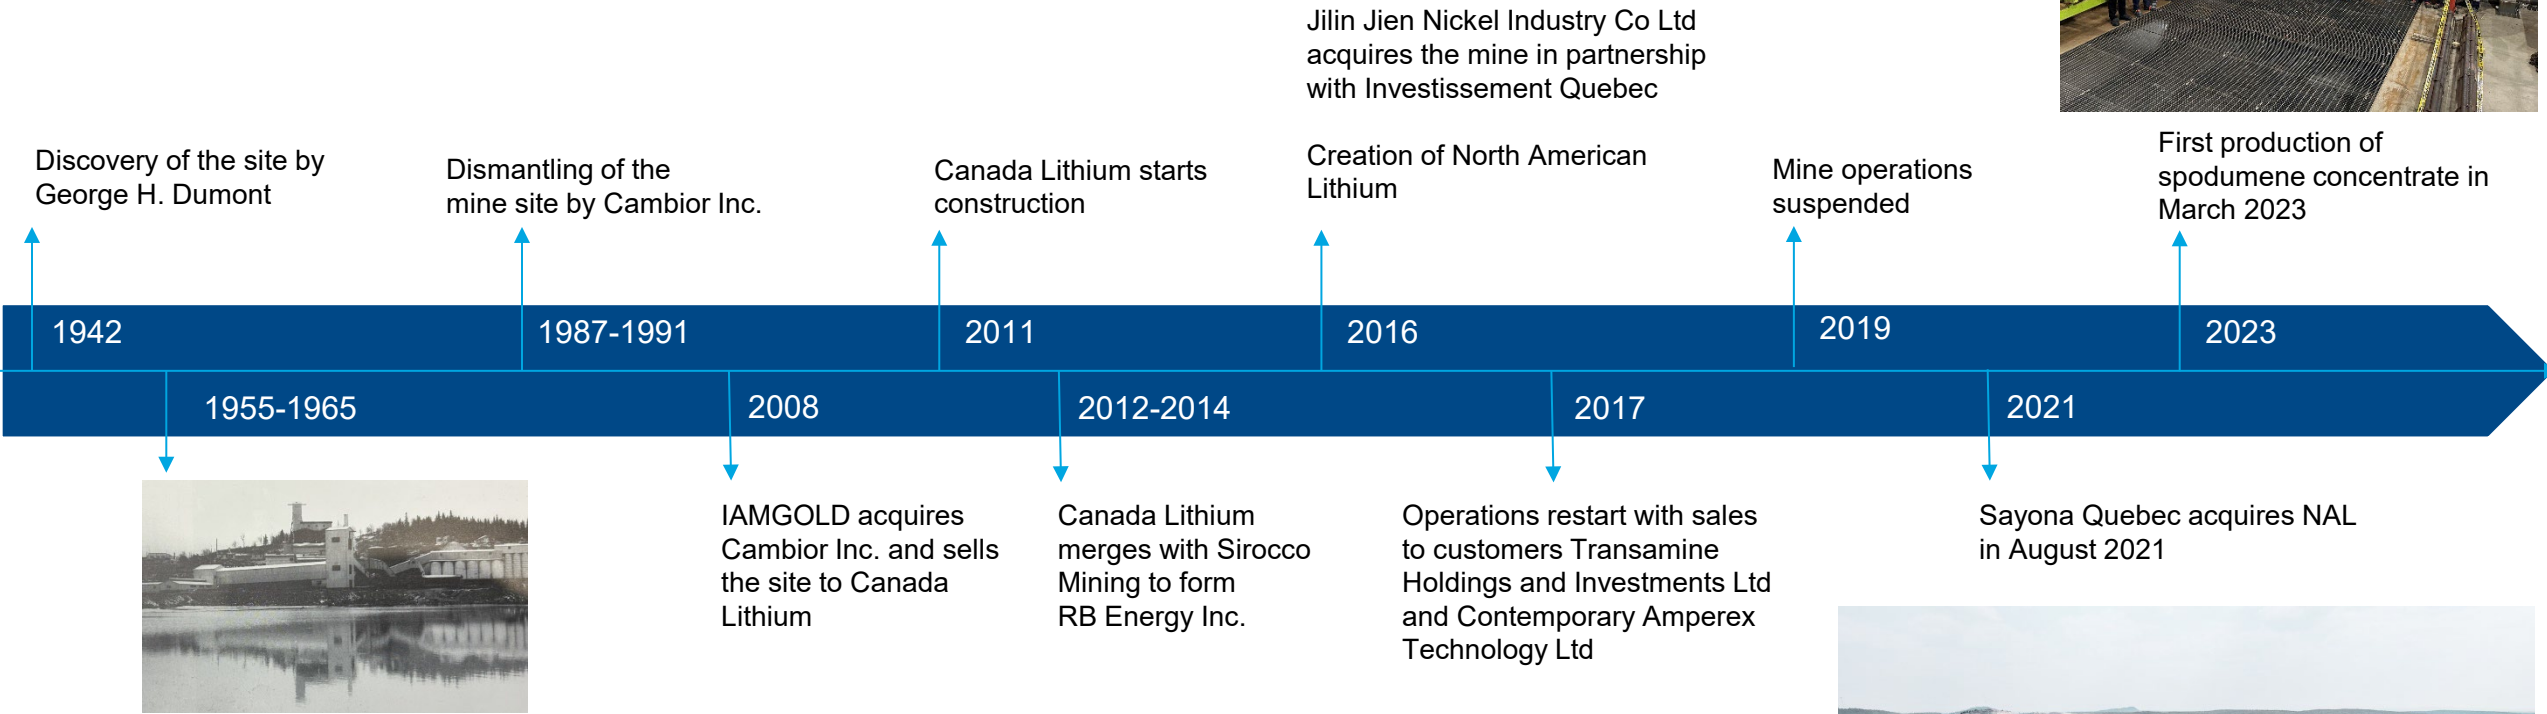 Jilin Jien Nickel Industry Co Ltd
acquires the mine in partnership
with Investissement Quebec
Creation of North American
Lithium
Discovery of the site by
George H. Dumont
Dismantling of the
mine site by Cambior Inc.
Canada Lithium starts
construction
Mine operations
suspended
First production of
spodumene concentrate in
March 2023
1942
1987-1991
2011
2016
2019
2023
1955-1965
2008
2012-2014
2017
2021
IAMGOLD acquires
Cambior Inc. and sells
the site to Canada
Lithium
Canada Lithium
merges with Sirocco
Mining to form
RB Energy Inc.
Operations restart with sales
to customers Transamine
Holdings and Investments Ltd
and Contemporary Amperex
Technology Ltd
Sayona Quebec acquires NAL
in August 2021